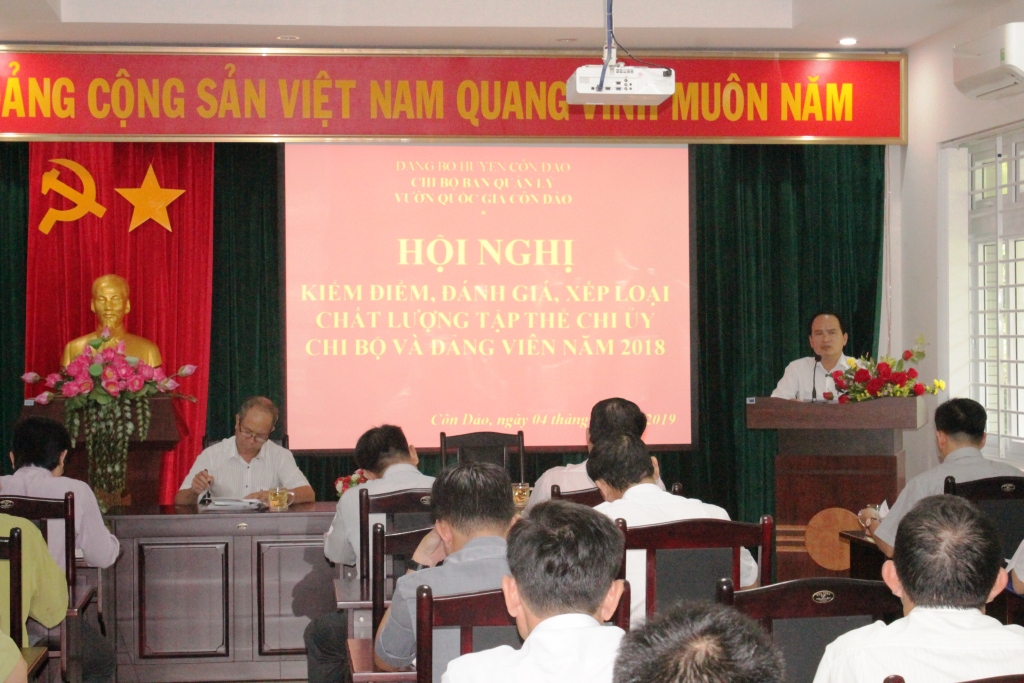 ẢNG CỘNG SẢN VIỆT NAM QUANG VINH MUÔN NĂM
ĐẢNG BỘ HUYỆN CÔN ĐẢO
CHI BỘ BAN QUẢN LÝ
VƯỜN QUỐC GIA CÔN ĐẢO
HỘI NGHỊ
KIỂM ĐIỂM, ĐÁNH GIÁ, XẾP LOẠI
CHẤT LƯỢNG TẬP THỂ CHI ỦY
CHI BỘ VÀ ĐẢNG VIÊN NĂM 2018
Côn Đảo, ngày 04 tháng 2019